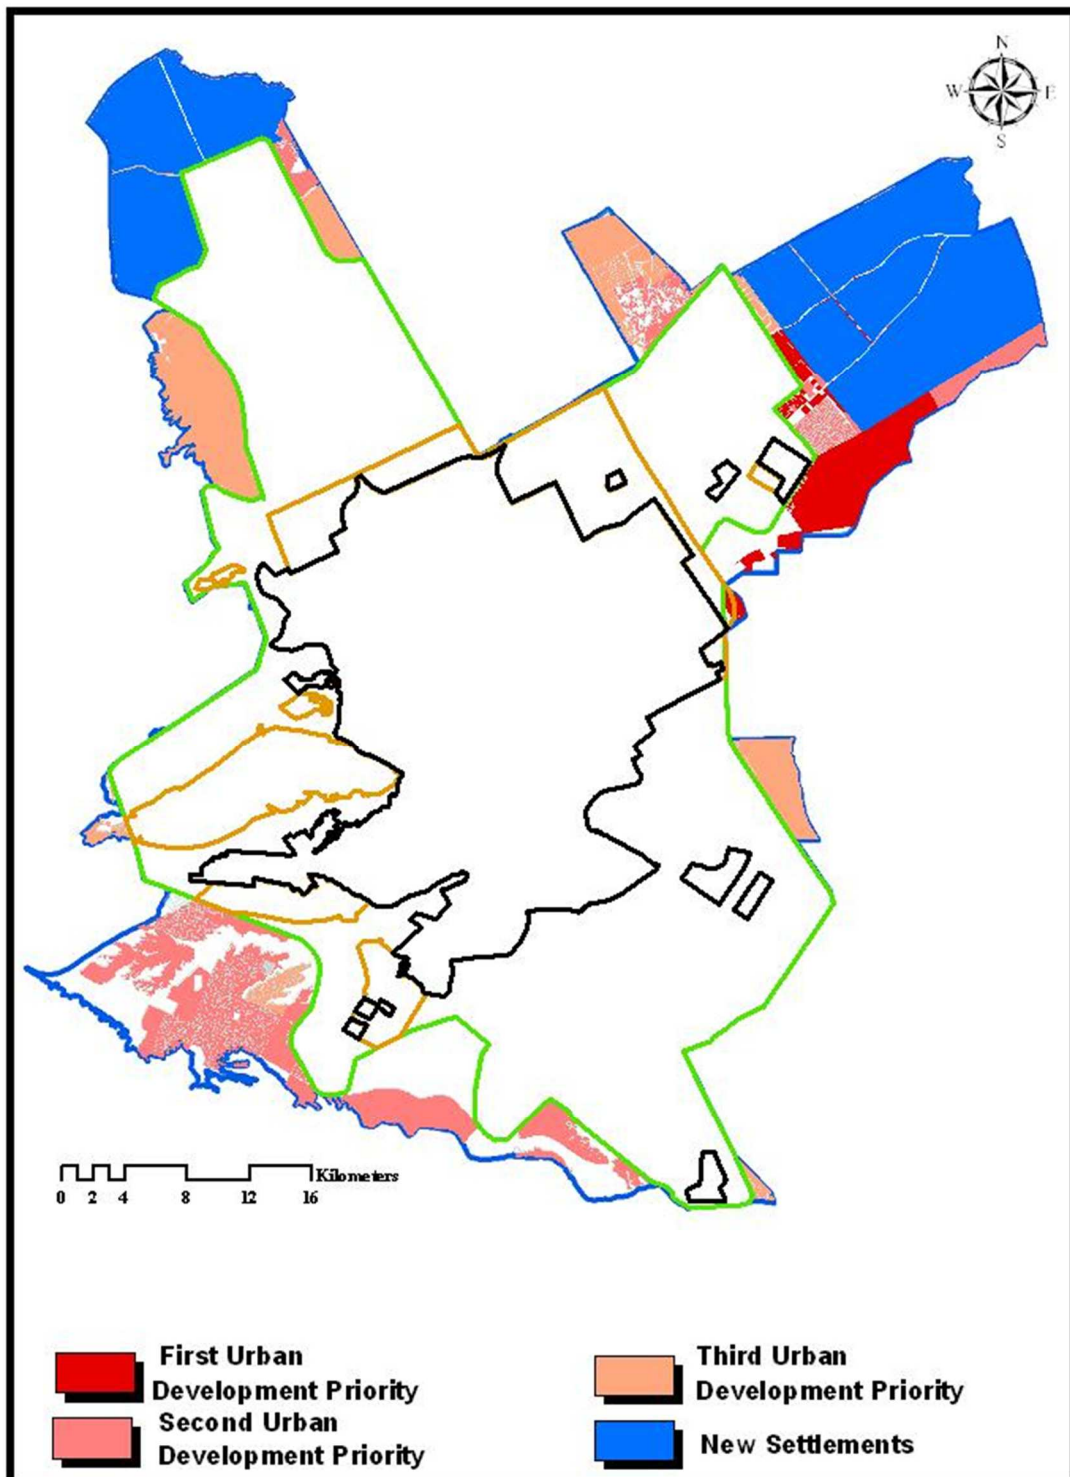 N
W E
S
Kilometers
0 2 4 8 12 16
First Urban
Development Priority
Second Urban
Development Priority
Third Urban
Development Priority
New Settlements